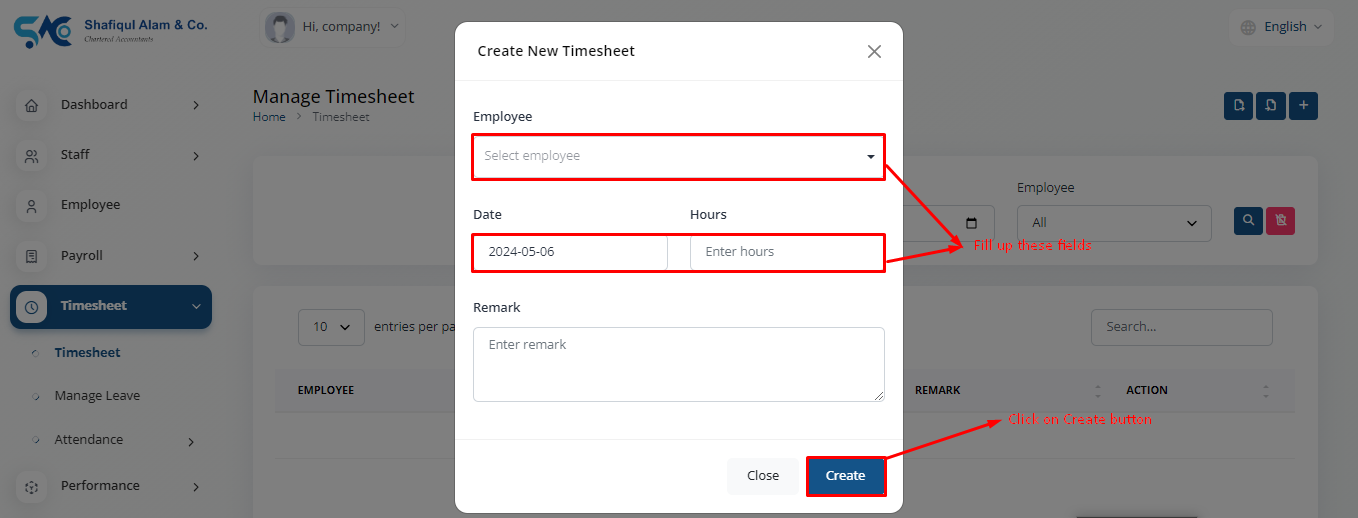 Shafiqul Alam & Co.
Chartered Accountants
Hi, company!
English
Dashboard
Staff
Employee
Payroll
Timesheet
Timesheet
Manage Leave
Attendance
Performance
Manage Timesheet
Home > Timesheet
Employee
All
10 entries per pa
Search...
EMPLOYEE REMARK ACTION
Create New Timesheet
Employee
Select employee
Date Hours
2024-05-06 Enter hours
Remark
Enter remark
Close Create
Fill up these fields
Click on Create button